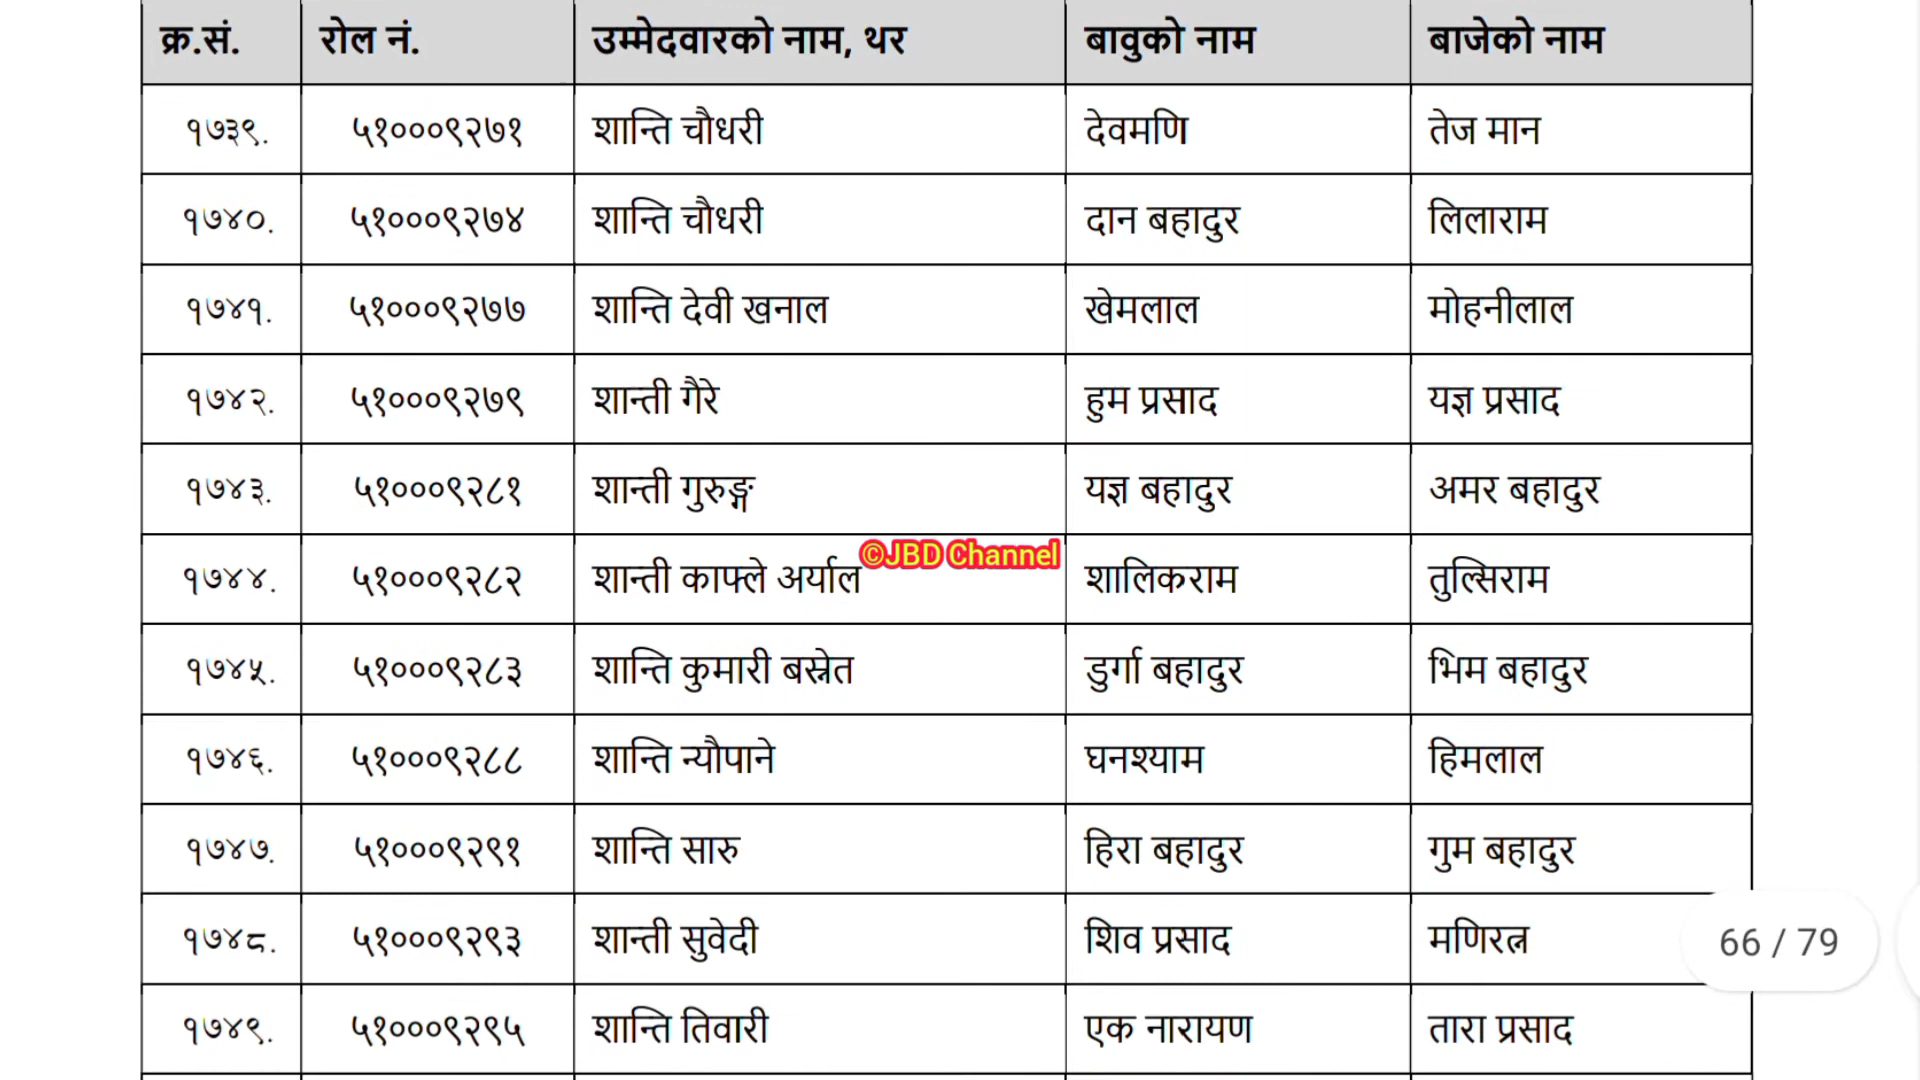 क्र.सं. रोल नं. उम्मेदवारको नाम, थर बावुको नाम बाजेको नाम
१७३९. ५१०००९२७१ शान्ति चौधरी देवमणि तेज मान
१७४०. ५१०००९२७४ शान्ति चौधरी दान बहादुर लिलाराम
१७४१. ५१०००९२७७ शान्ति देवी खनाल खेमलाल मोहनीलाल
१७४२. ५१०००९२७९ शान्ती गैरे हुम प्रसाद यज्ञ प्रसाद
१७४३. ५१०००९२८१ शान्ती गुरुङ्ग यज्ञ बहादुर अमर बहादुर
©JBD Channel
१७४४. ५१०००९२८२ शान्ती काफ्ले अर्याल शालिकराम तुल्सिराम
१७४५. ५१०००९२८३ शान्ति कुमारी बस्नेत डुर्गा बहादुर भिम बहादुर
१७४६. ५१०००९२८८ शान्ति न्यौपाने घनश्याम हिमलाल
१७४७. ५१०००९२९१ शान्ति सारु हिरा बहादुर गुम बहादुर
१७४८. ५१०००९२९३ शान्ती सुवेदी शिव प्रसाद मणिरत्न
66 / 79
१७४९. ५१०००९२९५ शान्ति तिवारी एक नारायण तारा प्रसाद